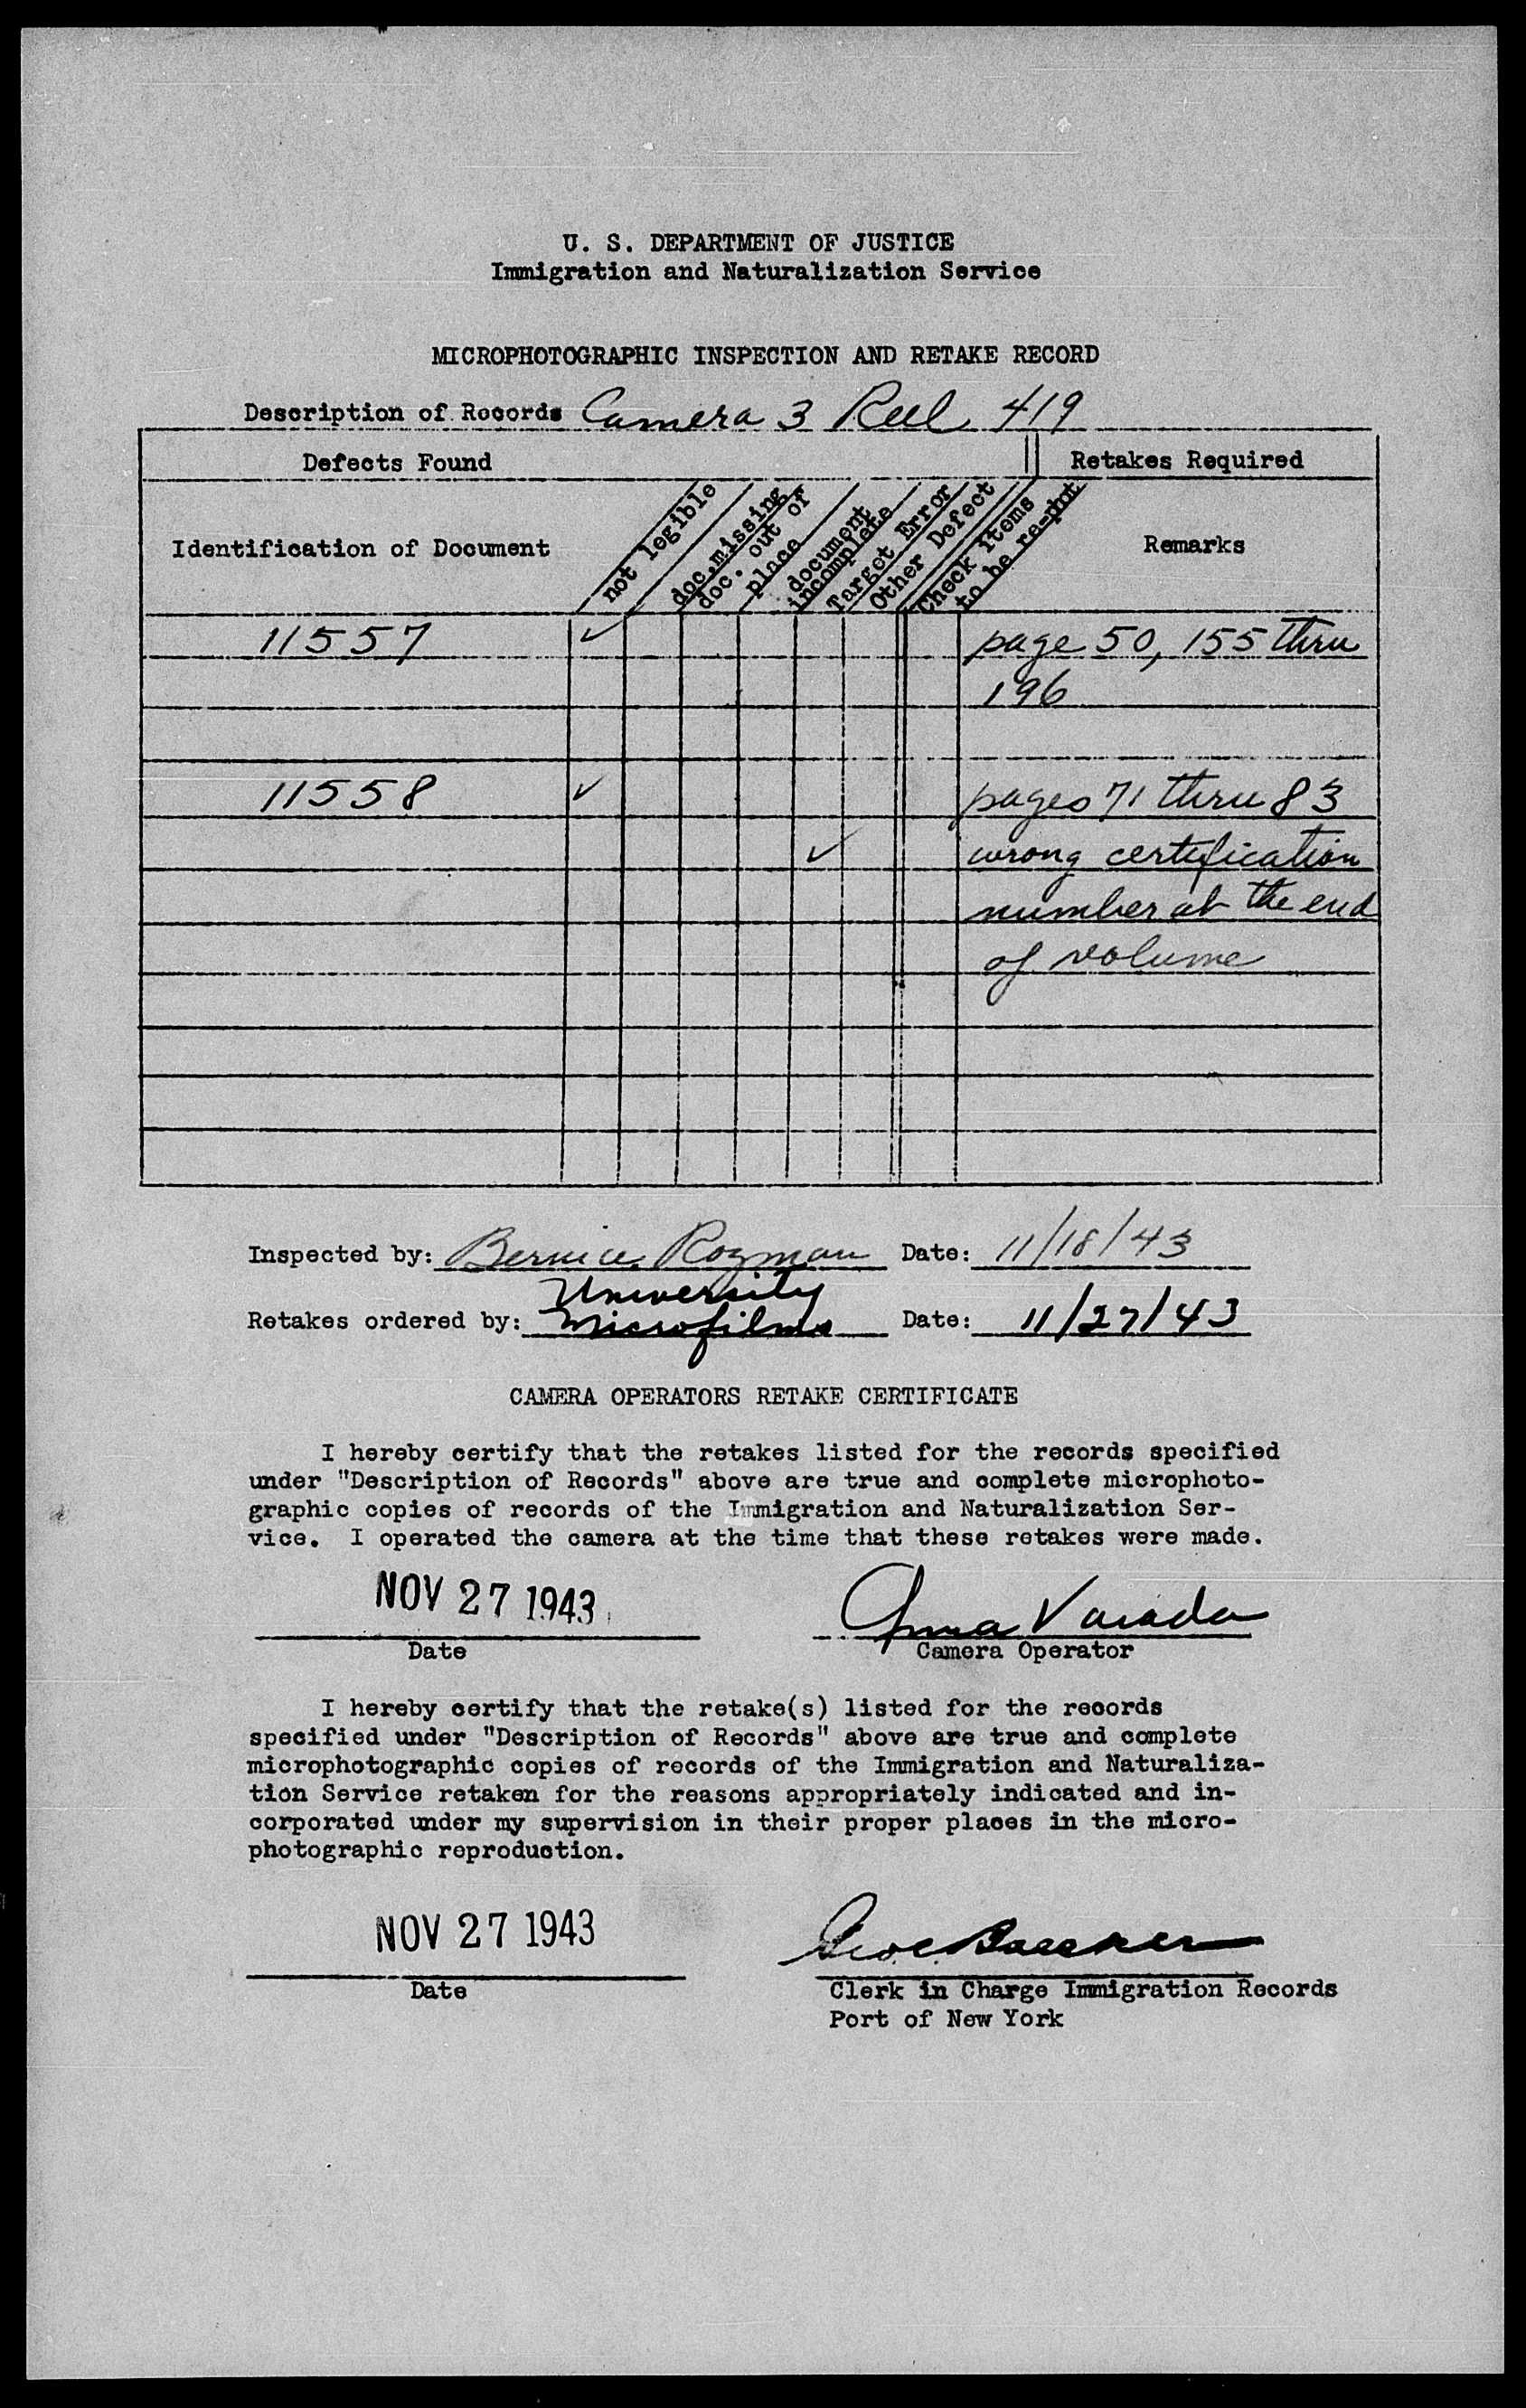 U. S. DEPARTMENT OF JUSTICE
Immigration and Naturalization Service
MICROPHOTOGRAPHIC INSPECTION AND RETAKE RECORD
Description of Records Camera 3 Reel 419
Defects Found
Retakes Required
Identification of Document
not legible
doc. missing
doc. out of
place
document
incomplete
Target Error
Other Defect
Check items
to be re-phot
Remarks
11557 ✓ page 50, 155 thru
196
11558 ✓ pages 71 thru 83
✓ wrong certification
number at the end
of volume
Inspected by: Bernice Rozman Date: 11/18/43
University
Retakes ordered by: Microfilms Date: 11/27/43
CAMERA OPERATORS RETAKE CERTIFICATE
I hereby certify that the retakes listed for the records specified
under "Description of Records" above are true and complete microphoto-
graphic copies of records of the Immigration and Naturalization Ser-
vice. I operated the camera at the time that these retakes were made.
NOV 27 1943
Date
Camera Operator
I hereby certify that the retake(s) listed for the records
specified under "Description of Records" above are true and complete
microphotographic copies of records of the Immigration and Naturaliza-
tion Service retaken for the reasons appropriately indicated and in-
corporated under my supervision in their proper places in the micro-
photographic reproduction.
NOV 27 1943
Date
Clerk in Charge Immigration Records
Port of New York